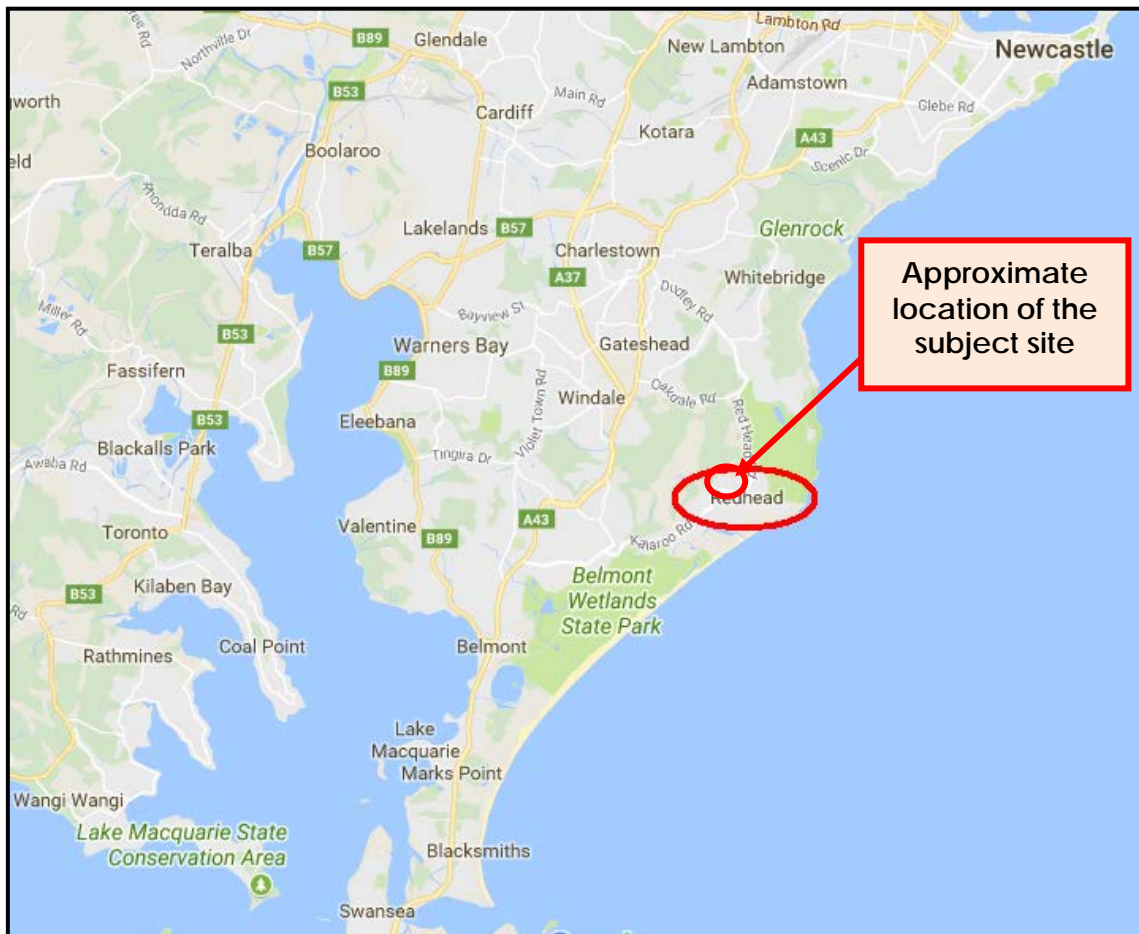 B89
Glendale
Northville Dr
Lambton Rd
New Lambton
Newcastle
Adamstown
B53
Cardiff
Main Rd
Glebe Rd
Kotara
A43
Boolaroo
Scenic Dr
Rhondda Rd
Lakelands
B57
Glenrock
Teralba
B57
Charlestown
A37
Whitebridge
Approximate
location of the
subject site
Dudley Rd
Miller Rd
B53
Bayview St
Warners Bay
Gateshead
Fassifern
B89
Windale
Oakdale Rd
Red Head
Violet Town Rd
B53
Eleebana
Blackalls Park
Tingira Dr
Awaba Rd
Redhead
Valentine
A43
Toronto
B89
Kalaroo Rd
Kilaben Bay
B53
Belmont
Wetlands
State Park
Rd
Coal Point
Belmont
Rathmines
Lake
Macquarie
Marks Point
Wangi Wangi
Lake Macquarie State
Conservation Area
Blacksmiths
Swansea